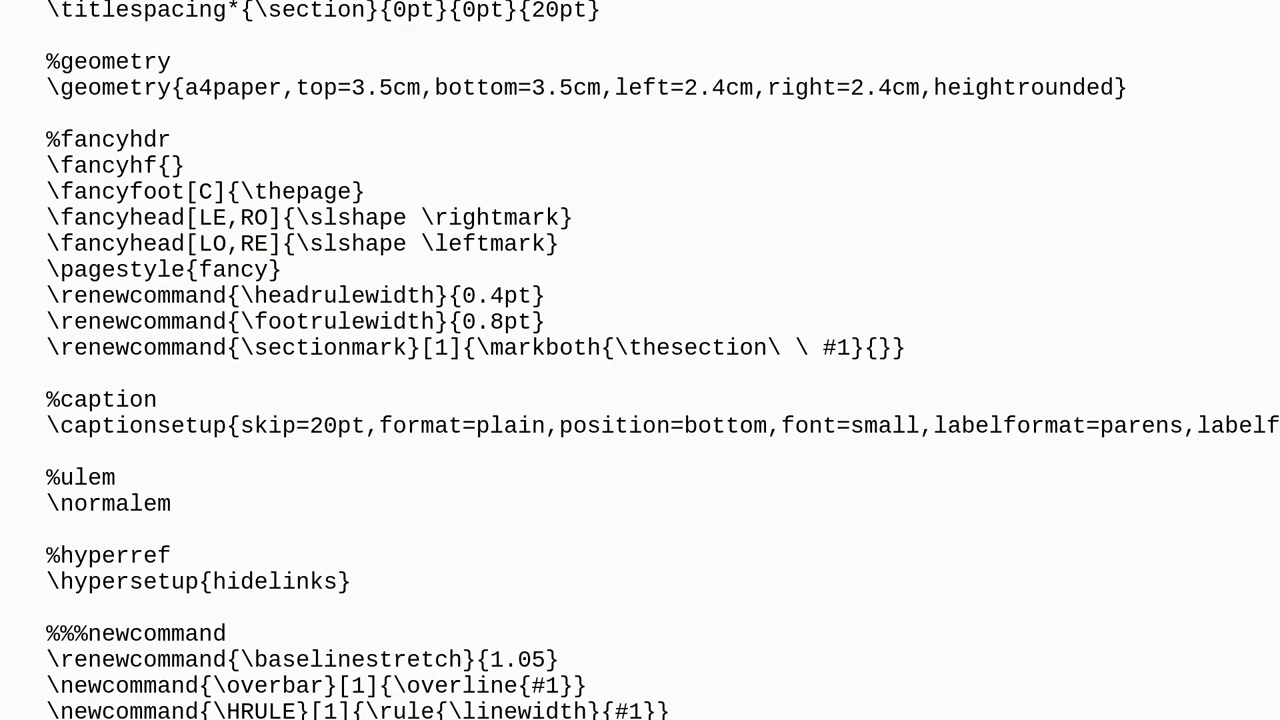 \titlespacing*{\section}{0pt}{0pt}{20pt}
%geometry
\geometry{a4paper,top=3.5cm,bottom=3.5cm,left=2.4cm,right=2.4cm,heightrounded}
%fancyhdr
\fancyhf{}
\fancyfoot[C]{\thepage}
\fancyhead[LE,RO]{\slshape \rightmark}
\fancyhead[LO,RE]{\slshape \leftmark}
\pagestyle{fancy}
\renewcommand{\headrulewidth}{0.4pt}
\renewcommand{\footrulewidth}{0.8pt}
\renewcommand{\sectionmark}[1]{\markboth{\thesection\ \ #1}{}}
%caption
\captionsetup{skip=20pt,format=plain,position=bottom,font=small,labelformat=parens,labelf
%ulem
\normalem
%hyperref
\hypersetup{hidelinks}
%%%newcommand
\renewcommand{\baselinestretch}{1.05}
\newcommand{\overbar}[1]{\overline{#1}}
\newcommand{\HRULE}[1]{\rule{\linewidth}{#1}}